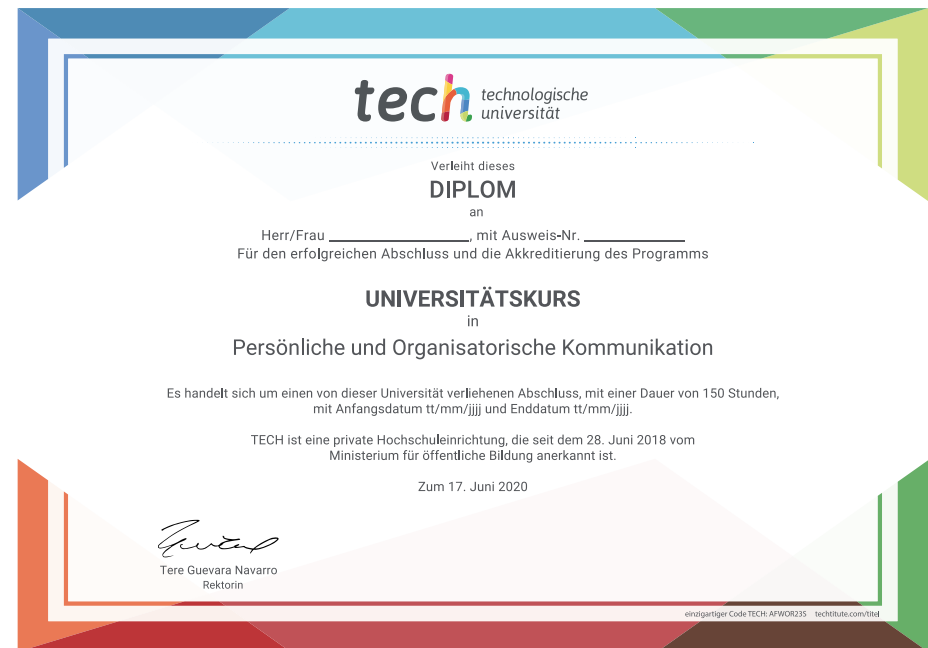 tech technologische
universität
Verleiht dieses
DIPLOM
an
Herr/Frau ____________, mit Ausweis-Nr. ____________
Für den erfolgreichen Abschluss und die Akkreditierung des Programms
UNIVERSITÄTSKURS
in
Persönliche und Organisatorische Kommunikation
Es handelt sich um einen von dieser Universität verliehenen Abschluss, mit einer Dauer von 150 Stunden,
mit Anfangsdatum tt/mm/jjjj und Enddatum tt/mm/jjjj.
TECH ist eine private Hochschuleinrichtung, die seit dem 28. Juni 2018 vom
Ministerium für öffentliche Bildung anerkannt ist.
Zum 17. Juni 2020
Tere Guevara Navarro
Rektorin
einzigartiger Code TECH: AFWOR23S techtitute.com/titel